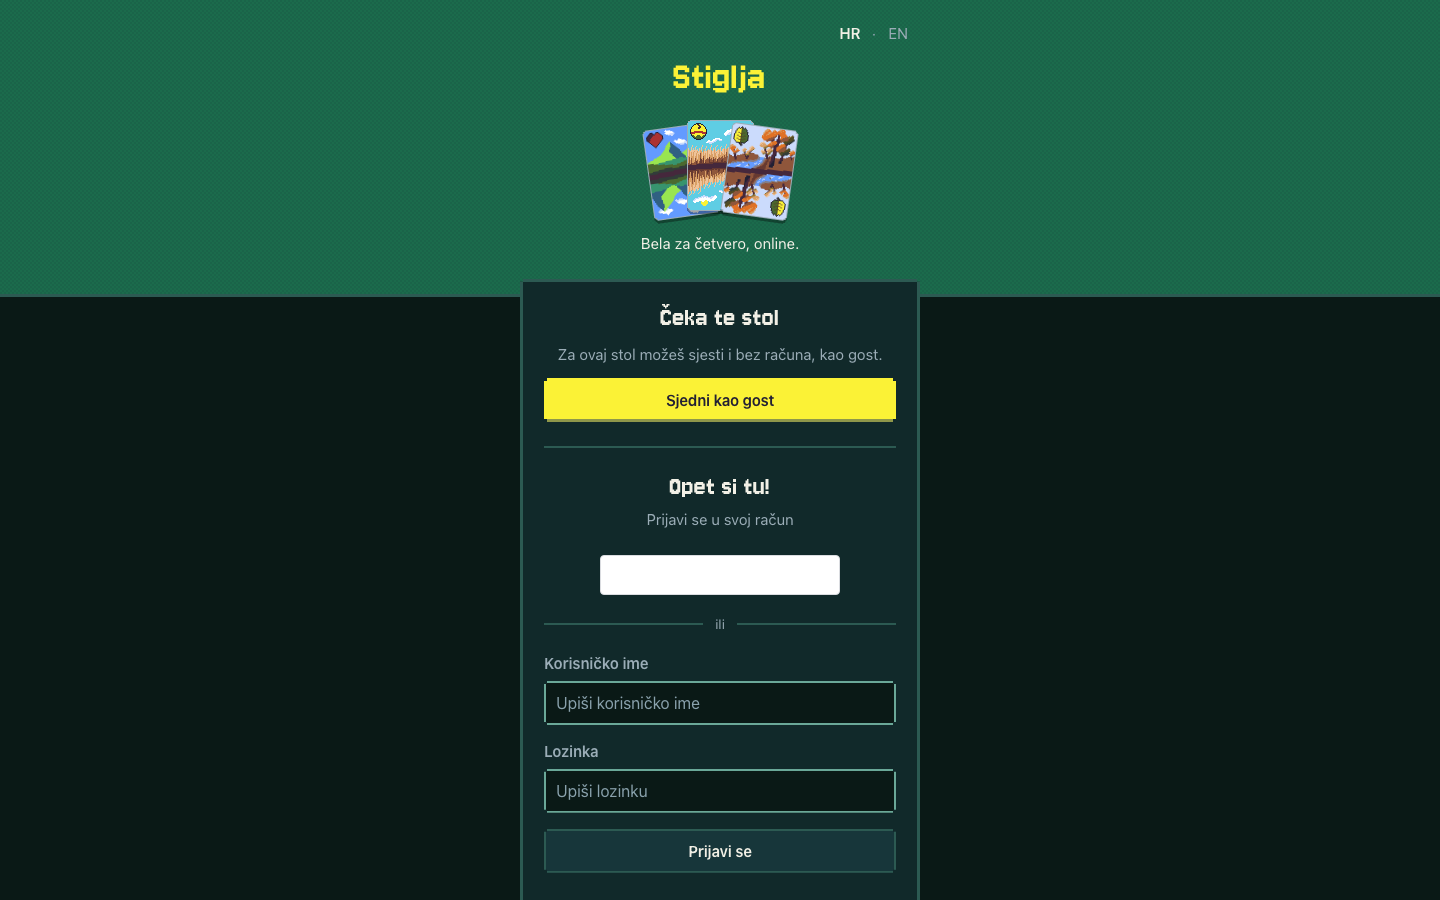 HR · EN
Stiglja
Bela za četvero, online.
Čeka te stol
Za ovaj stol možeš sjesti i bez računa, kao gost.
Sjedni kao gost
Opet si tu!
Prijavi se u svoj račun
ili
Korisničko ime
Upiši korisničko ime
Lozinka
Upiši lozinku
Prijavi se